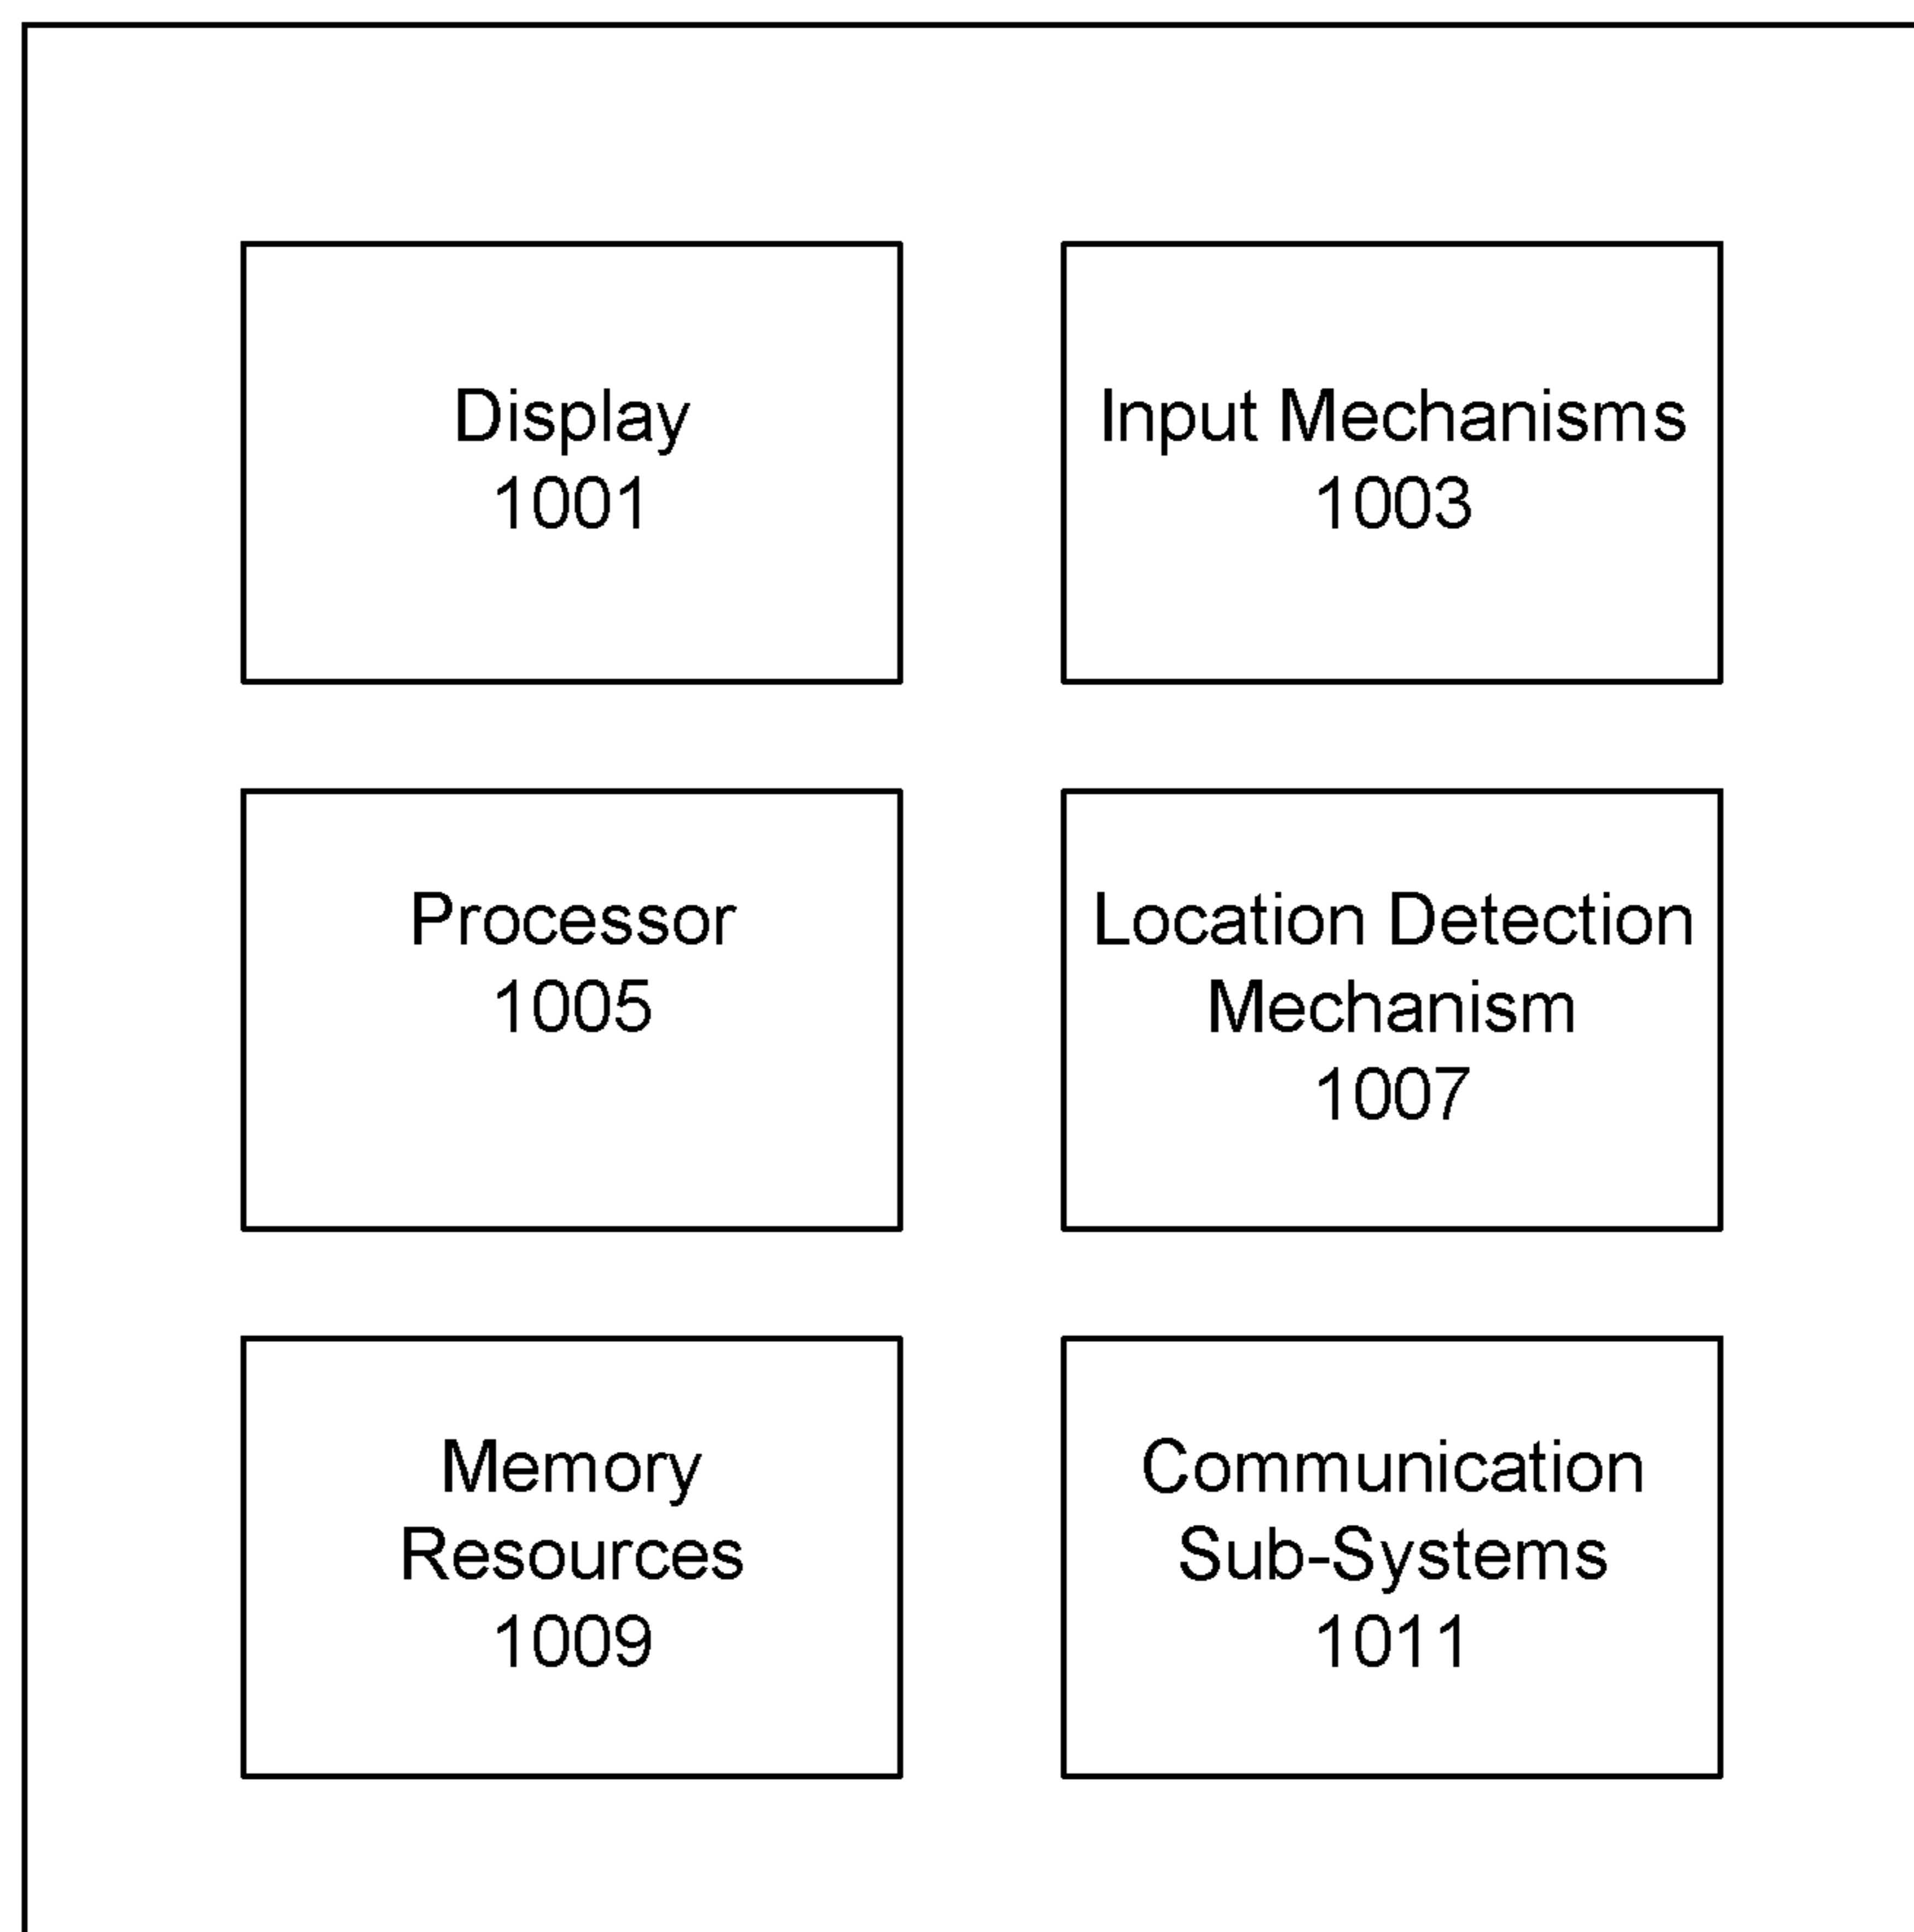 Display
1001
Input Mechanisms
1003
Processor
1005
Location Detection
Mechanism
1007
Memory
Resources
1009
Communication
Sub-Systems
1011